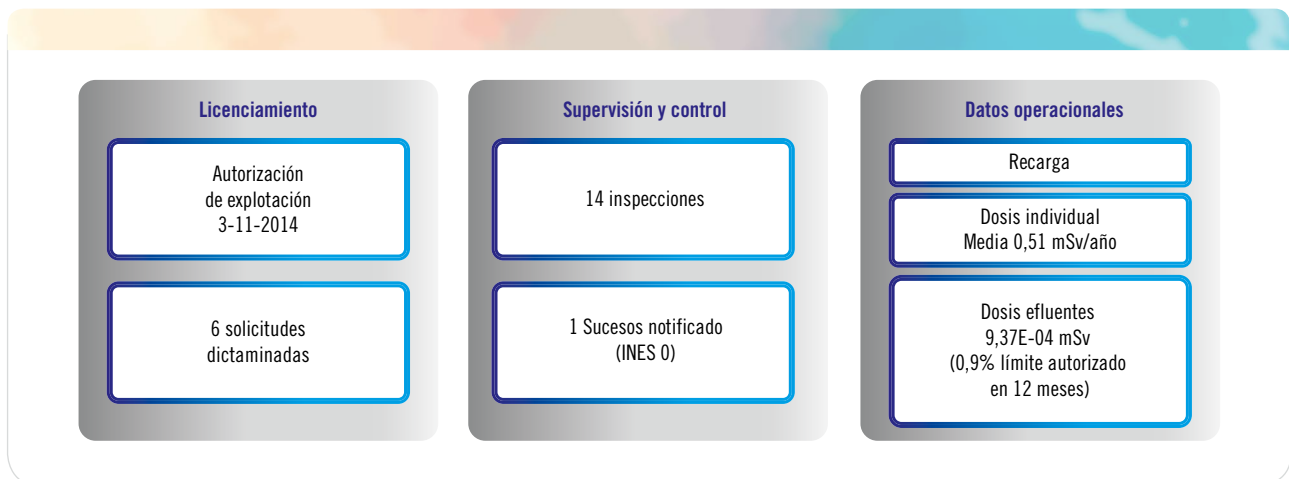 Licenciamiento
Autorización
de explotación
3-11-2014
6 solicitudes
dictaminadas
Supervisión y control
14 inspecciones
1 Sucesos notificado
(INES 0)
Datos operacionales
Recarga
Dosis individual
Media 0,51 mSv/año
Dosis efluentes
9,37E-04 mSv
(0,9% límite autorizado
en 12 meses)